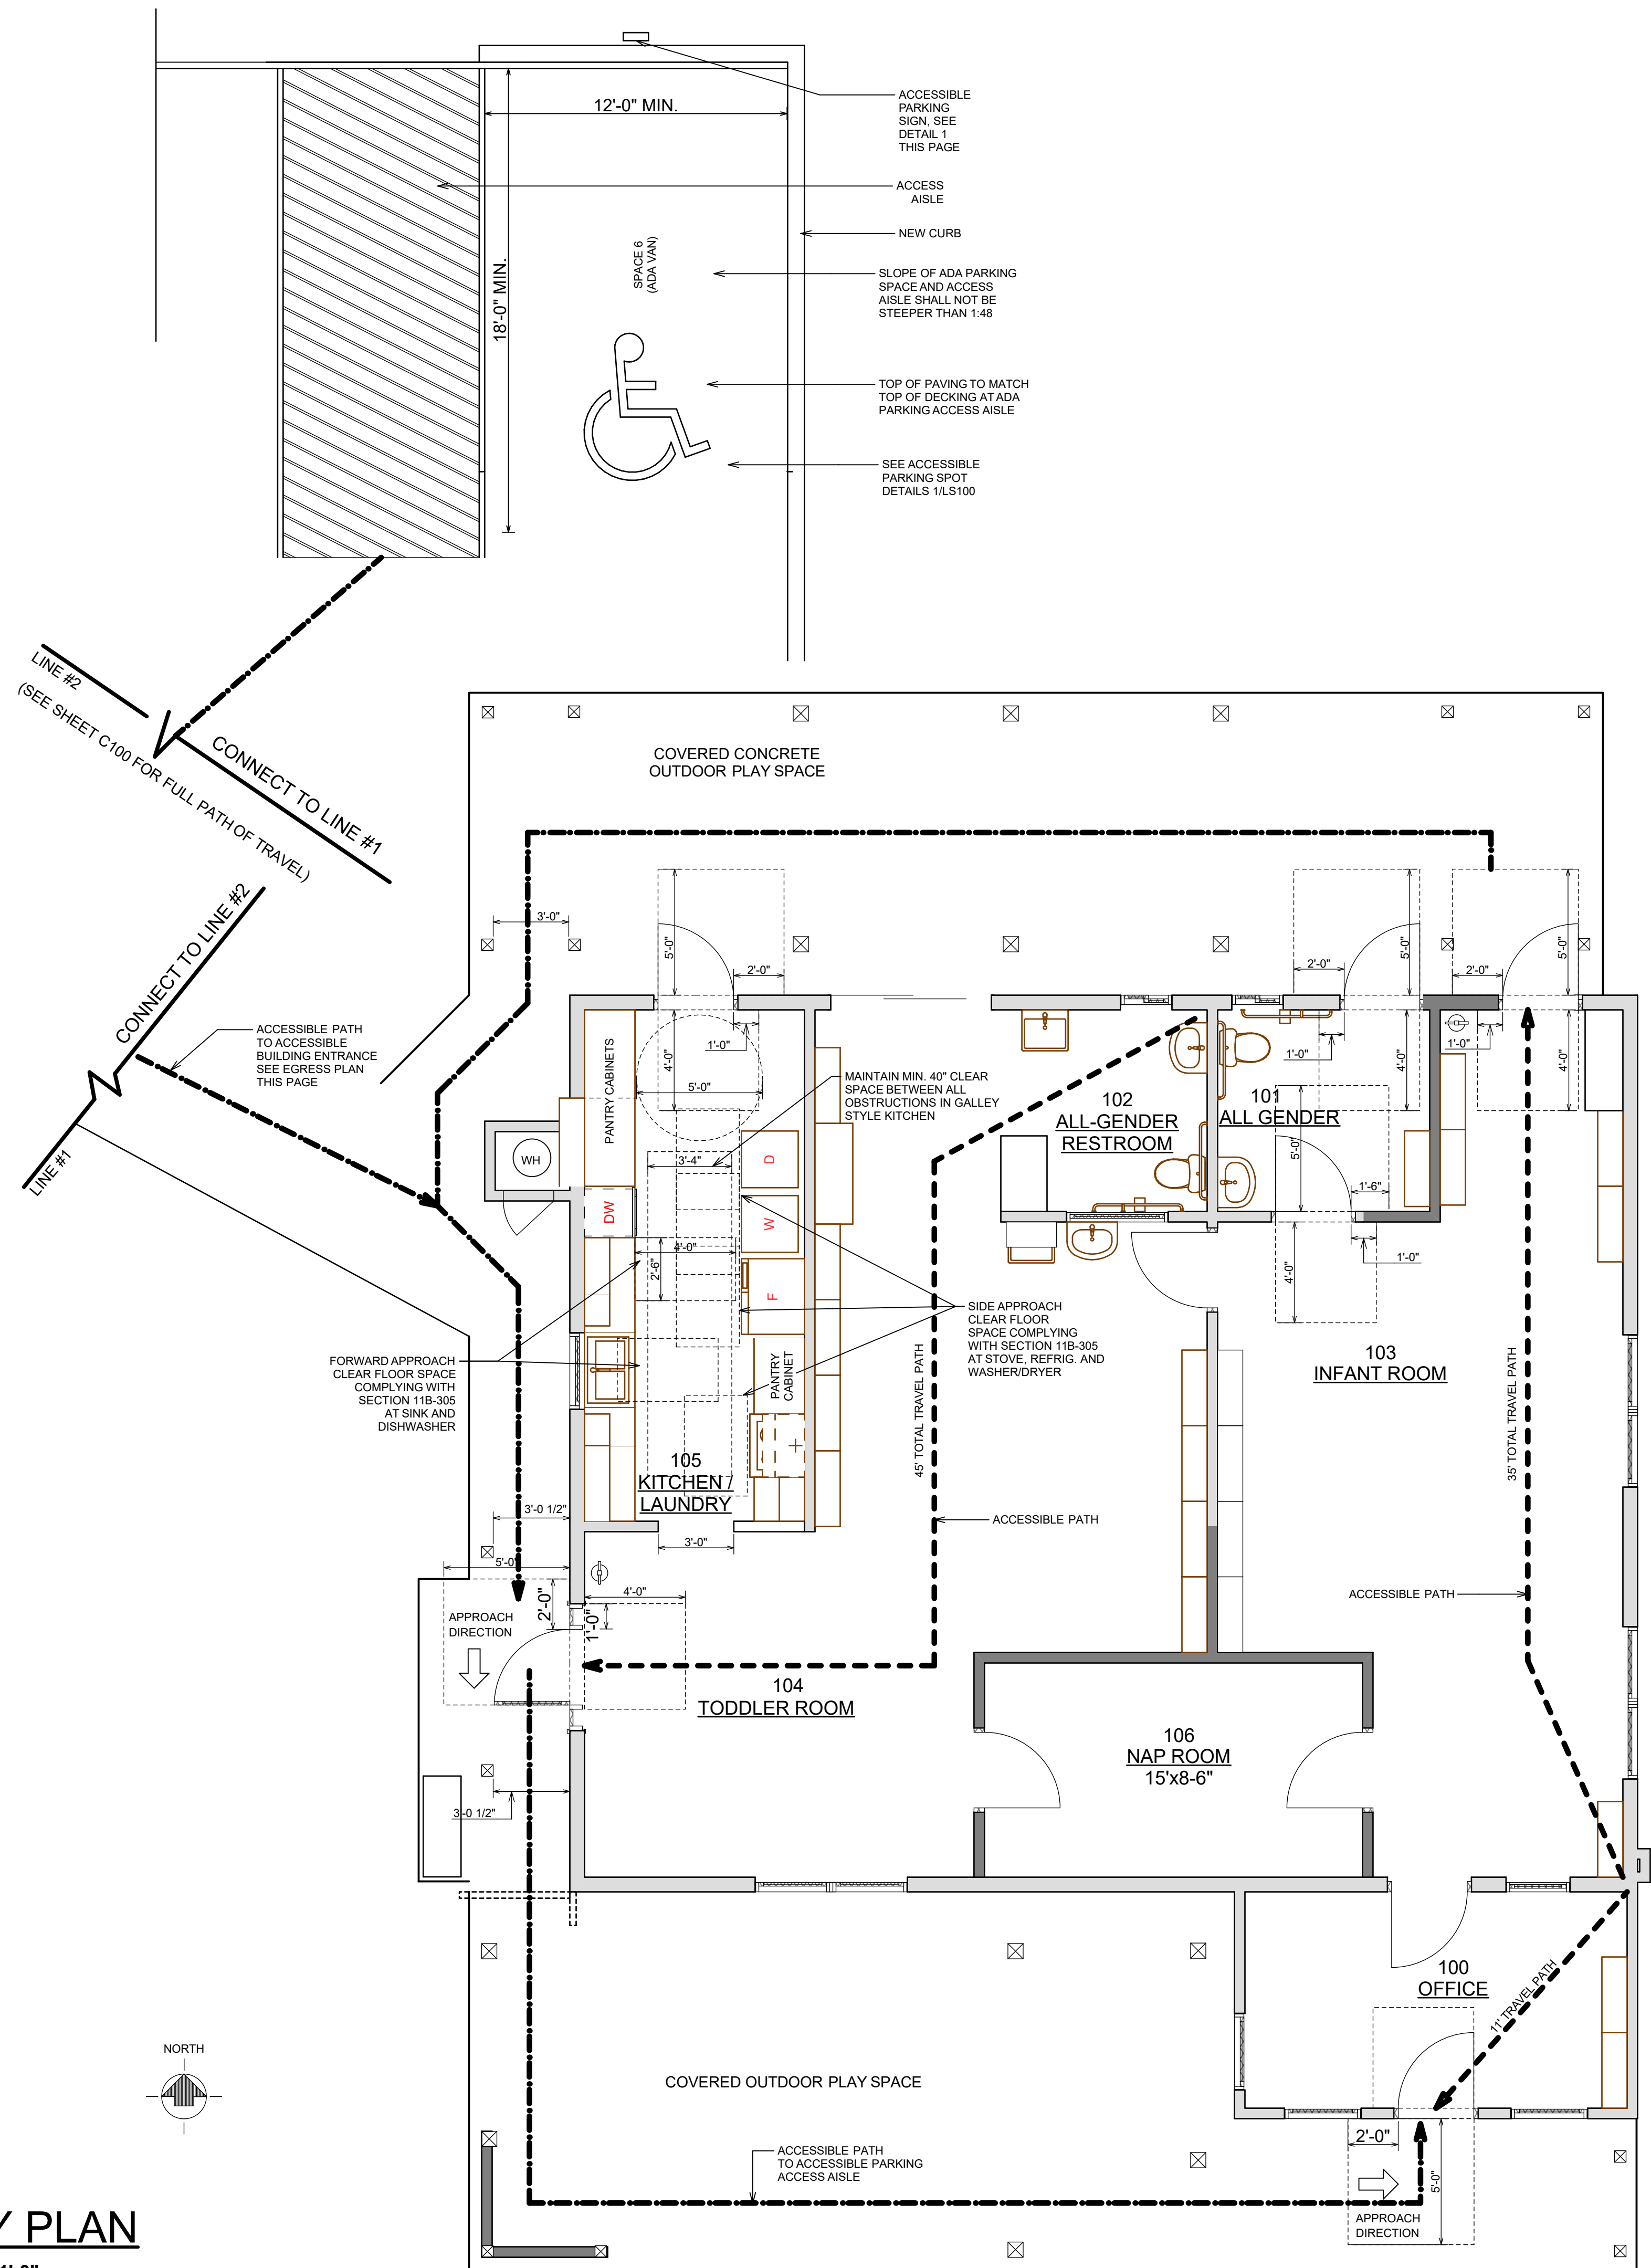 12'-0" MIN.
ACCESSIBLE
PARKING
SIGN, SEE
DETAIL 1
THIS PAGE
ACCESS
AISLE
NEW CURB
SPACE 6
(ADA VAN)
18'-0" MIN.
SLOPE OF ADA PARKING
SPACE AND ACCESS
AISLE SHALL NOT BE
STEEPER THAN 1:48
TOP OF PAVING TO MATCH
TOP OF DECKING AT ADA
PARKING ACCESS AISLE
SEE ACCESSIBLE
PARKING SPOT
DETAILS 1/LS100
LINE #2
(SEE SHEET C100 FOR FULL PATH OF TRAVEL)
CONNECT TO LINE #1
CONNECT TO LINE #2
LINE #1
COVERED CONCRETE
OUTDOOR PLAY SPACE
3'-0"
5'-0"
2'-0"
2'-0"
5'-0"
2'-0"
5'-0"
ACCESSIBLE PATH
TO ACCESSIBLE
BUILDING ENTRANCE
SEE EGRESS PLAN
THIS PAGE
PANTRY CABINETS
4'-0"
1'-0"
5'-0"
MAINTAIN MIN. 40" CLEAR
SPACE BETWEEN ALL
OBSTRUCTIONS IN GALLEY
STYLE KITCHEN
102
ALL-GENDER
RESTROOM
101
ALL GENDER
1'-0"
4'-0"
1'-0"
4'-0"
5'-0"
1'-6"
WH
3'-4"
D
DW
W
4'-0"
2'-6"
F
4'-0"
1'-0"
SIDE APPROACH
CLEAR FLOOR
SPACE COMPLYING
WITH SECTION 11B-305
AT STOVE, REFRIG. AND
WASHER/DRYER
FORWARD APPROACH
CLEAR FLOOR SPACE
COMPLYING WITH
SECTION 11B-305
AT SINK AND
DISHWASHER
PANTRY
CABINET
45' TOTAL TRAVEL PATH
103
INFANT ROOM
35' TOTAL TRAVEL PATH
105
KITCHEN /
LAUNDRY
3'-0 1/2"
3'-0"
ACCESSIBLE PATH
5'-0"
4'-0"
2'-0"
1'-0"
ACCESSIBLE PATH
APPROACH
DIRECTION
104
TODDLER ROOM
106
NAP ROOM
15'x8-6"
3'-0 1/2"
100
OFFICE
11' TRAVEL PATH
NORTH
COVERED OUTDOOR PLAY SPACE
2'-0"
5'-0"
ACCESSIBLE PATH
TO ACCESSIBLE PARKING
ACCESS AISLE
APPROACH
DIRECTION
Y PLAN